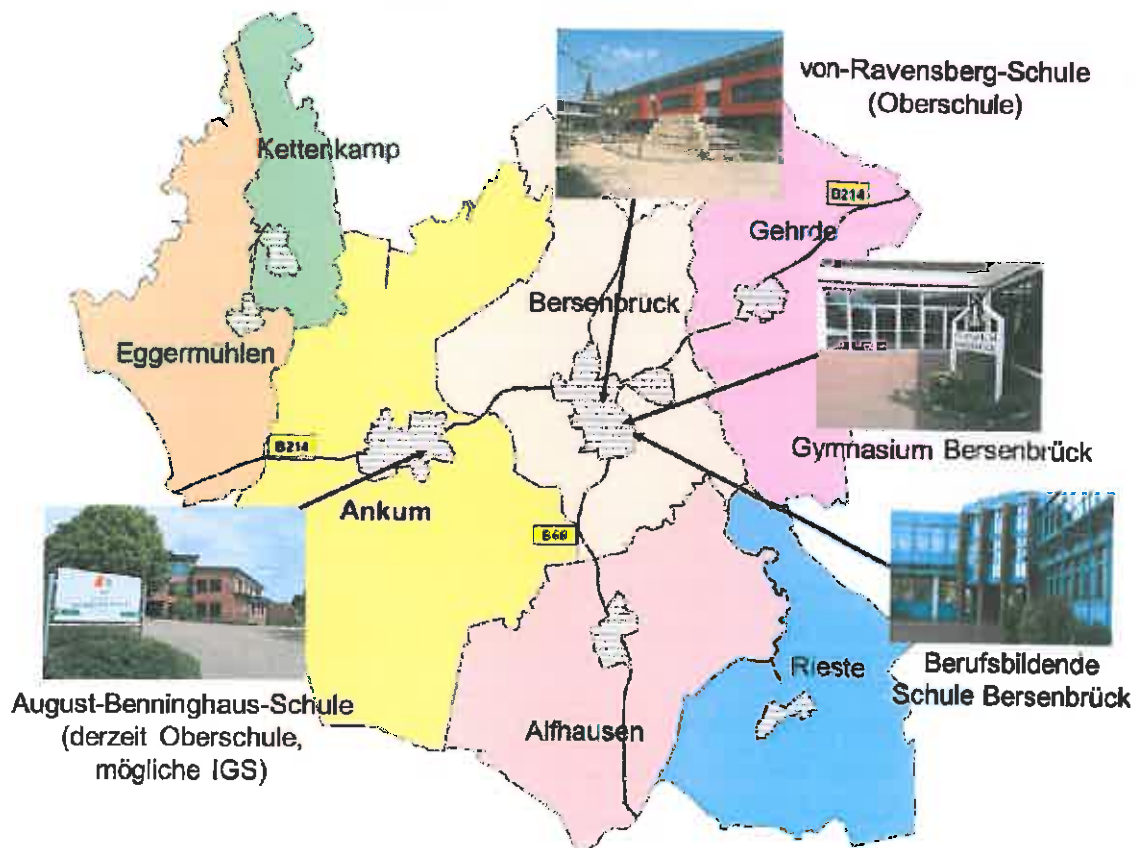 von-Ravensberg-Schule
(Oberschule)
Kettenkamp
B214
Gehrde
Bersenbrück
Eggermühlen
Gymnasium Bersenbrück
B214
Ankum
B68
Rieste
Berufsbildende
Schule Bersenbrück
August-Benninghaus-Schule
(derzeit Oberschule,
mögliche IGS)
Alfhausen